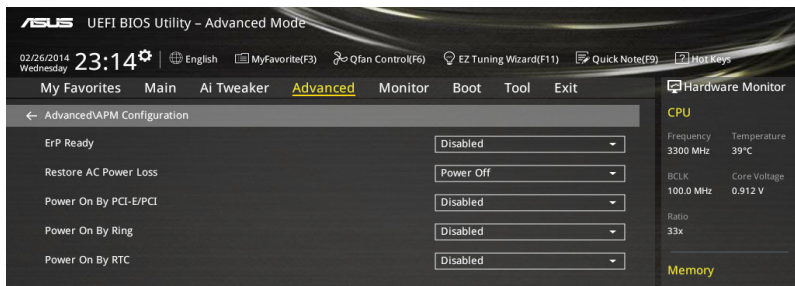 ASUS UEFI BIOS Utility – Advanced Mode
02/26/2014 Wednesday 23:14 English MyFavorite(F3) Qfan Control(F6) EZ Tuning Wizard(F11) Quick Note(F9) ? Hot Keys
My Favorites Main Ai Tweaker Advanced Monitor Boot Tool Exit
← Advanced\APM Configuration
ErP Ready Disabled
Restore AC Power Loss Power Off
Power On By PCI-E/PCI Disabled
Power On By Ring Disabled
Power On By RTC Disabled
Hardware Monitor
CPU
Frequency Temperature
3300 MHz 39°C
BCLK Core Voltage
100.0 MHz 0.912 V
Ratio
33x
Memory